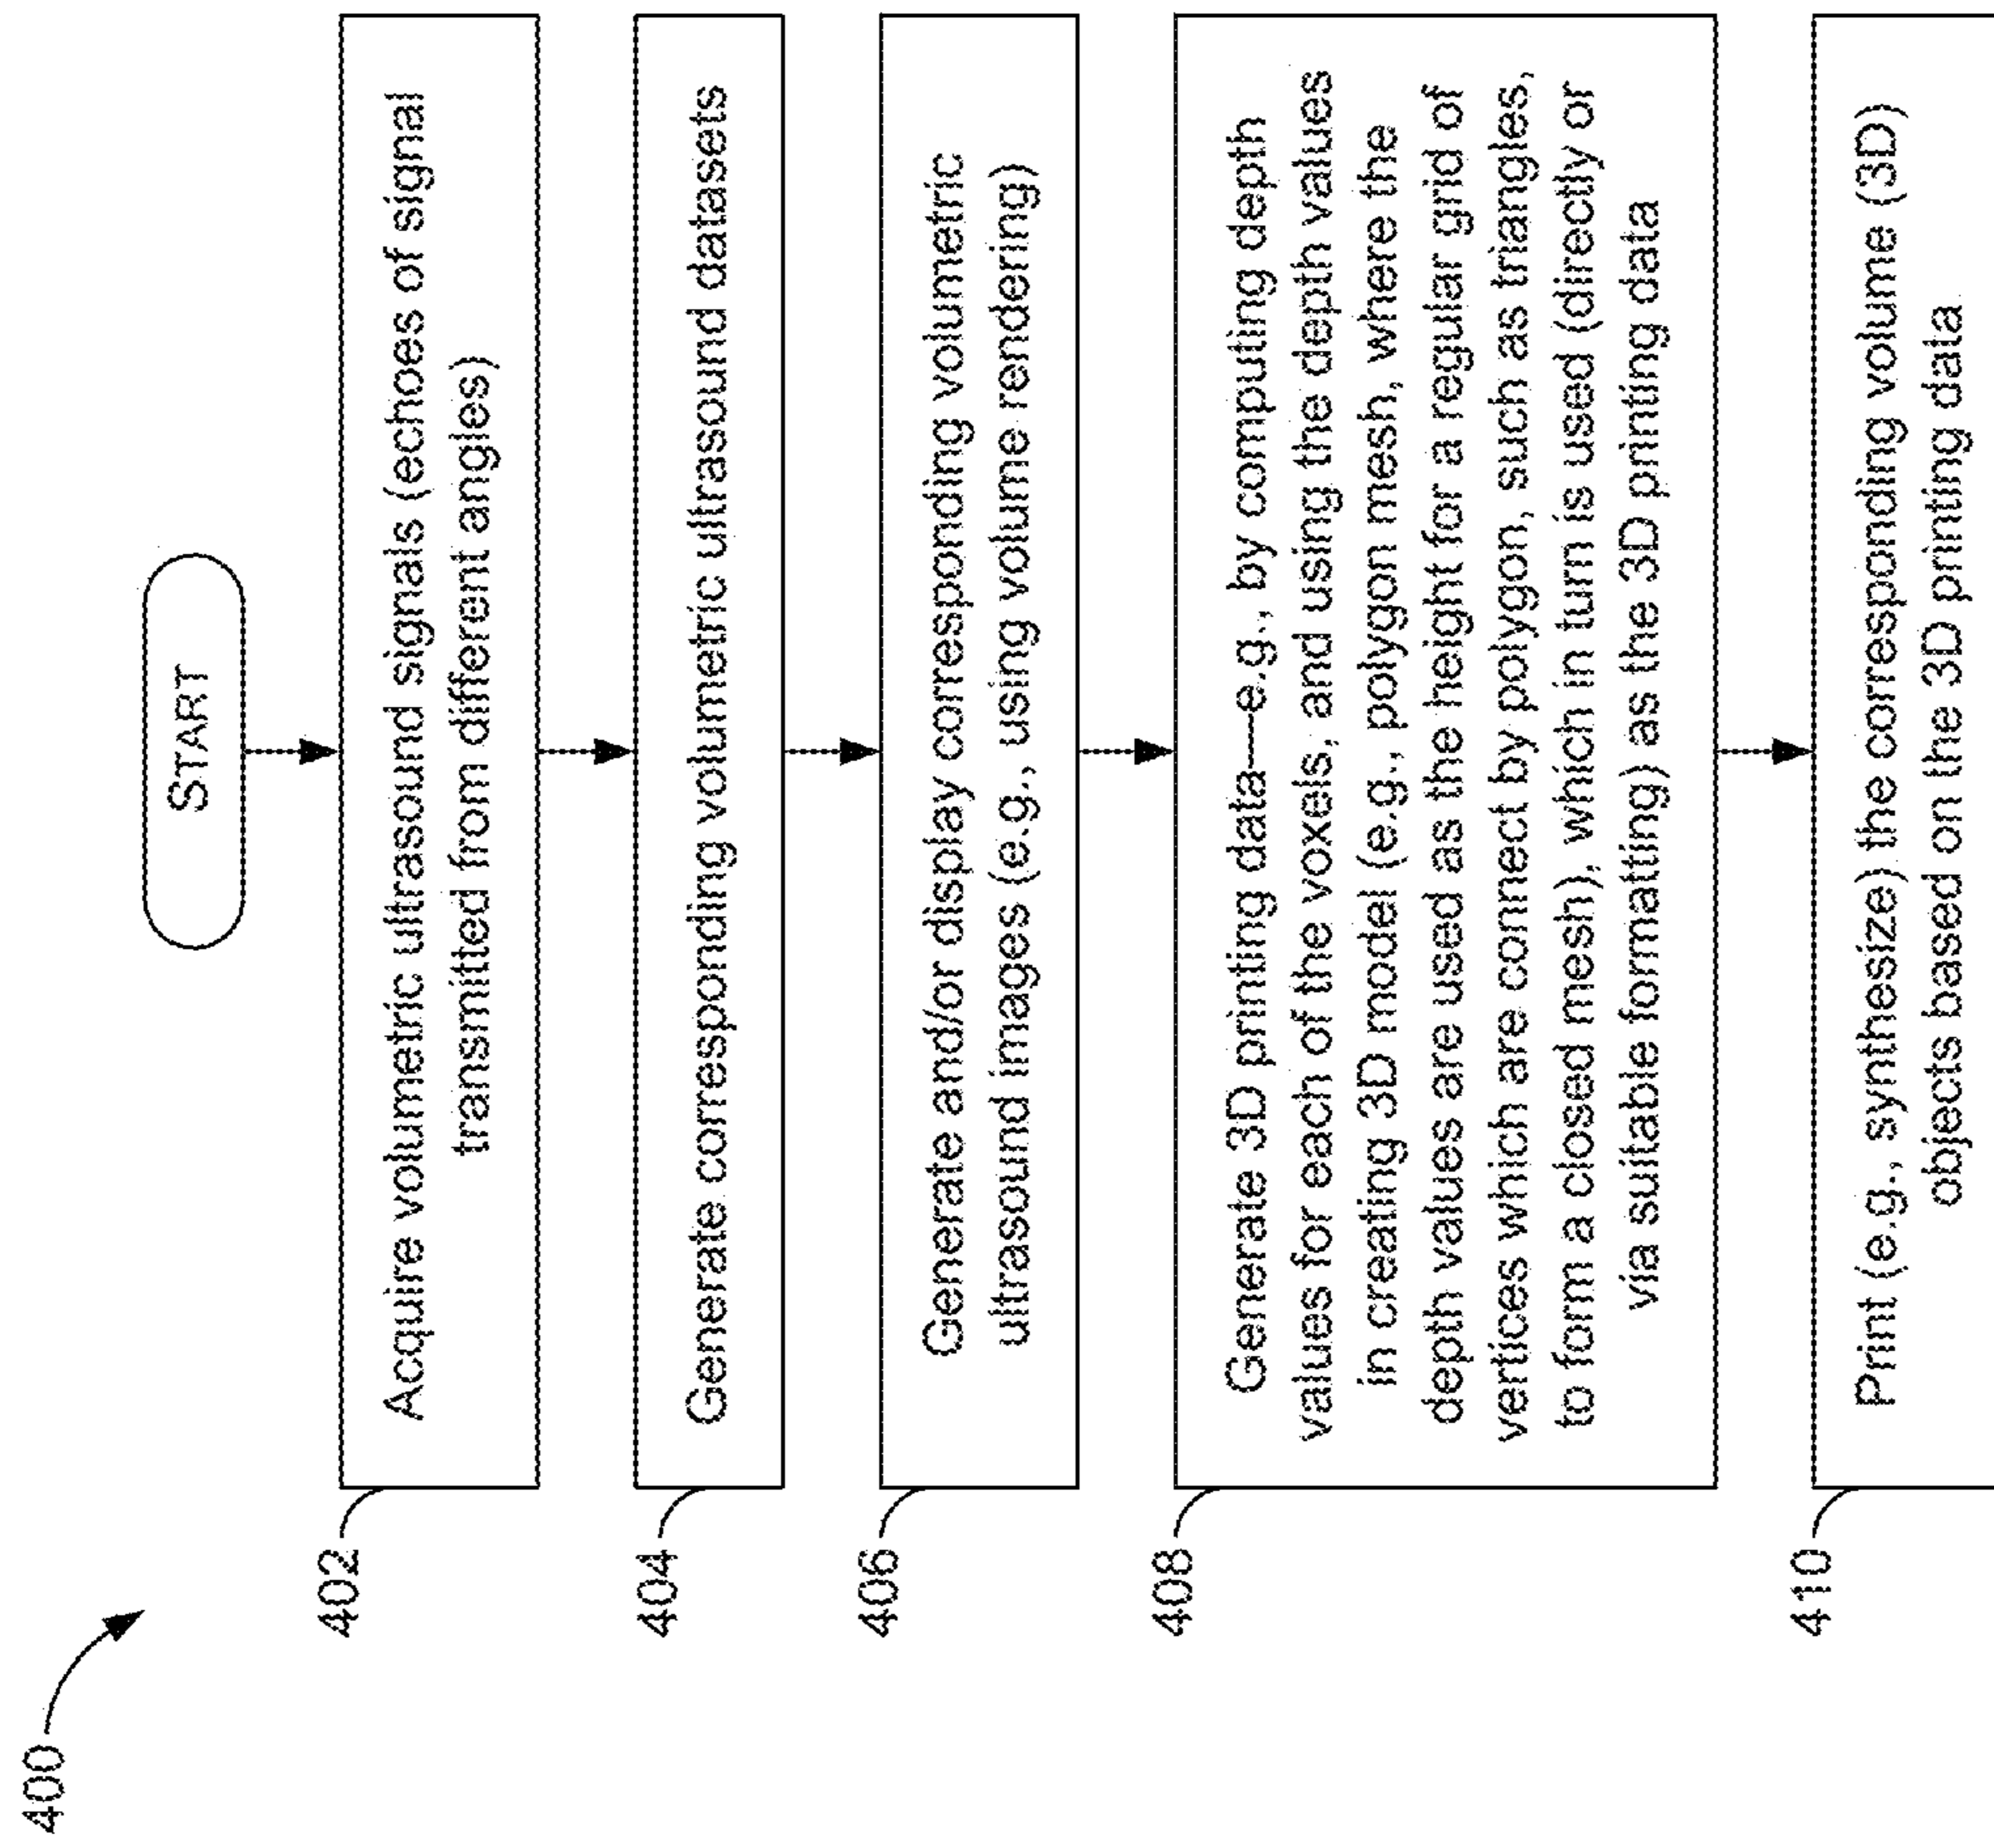 400
START
402
Acquire volumetric ultrasound signals (echoes of signal
transmitted from different angles)
404
Generate corresponding volumetric ultrasound datasets
406
Generate and/or display corresponding volumetric
ultrasound images (e.g., using volume rendering)
408
Generate 3D printing data—e.g., by computing depth
values for each of the voxels, and using the depth values
in creating 3D model (e.g., polygon mesh, where the
depth values are used as the height for a regular grid of
vertices which are connect by polygon, such as triangles,
to form a closed mesh), which in turn is used (directly or
via suitable formatting) as the 3D printing data
410
Print (e.g., synthesize) the corresponding volume (3D)
objects based on the 3D printing data